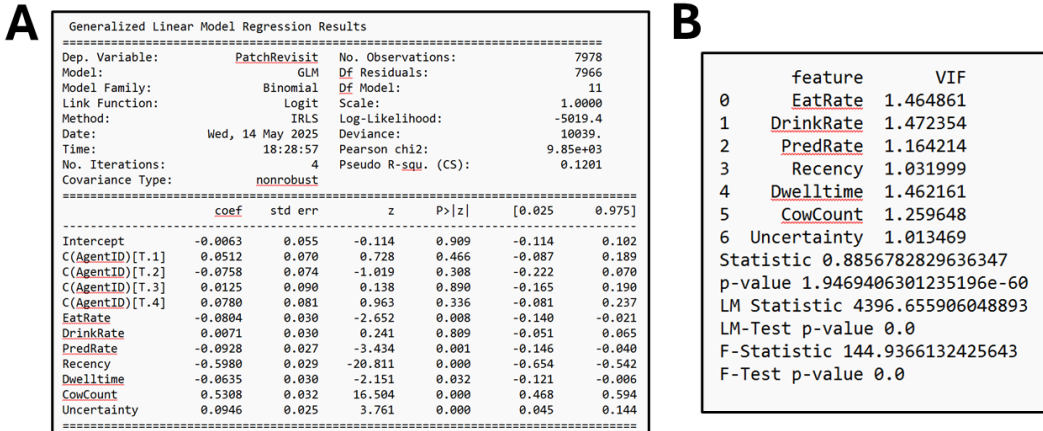 A
Generalized Linear Model Regression Results
==============================================================================
Dep. Variable: PatchRevisit No. Observations: 7978
Model: GLM Df Residuals: 7966
Model Family: Binomial Df Model: 11
Link Function: Logit Scale: 1.0000
Method: IRLS Log-Likelihood: -5019.4
Date: Wed, 14 May 2025 Deviance: 10039.
Time: 18:28:57 Pearson chi2: 9.85e+03
No. Iterations: 4 Pseudo R-squ. (CS): 0.1201
Covariance Type: nonrobust
==============================================================================
coef std err z P>|z| [0.025 0.975]
------------------------------------------------------------------------------
Intercept -0.0063 0.055 -0.114 0.909 -0.114 0.102
C(AgentID)[T.1] 0.0512 0.070 0.728 0.466 -0.087 0.189
C(AgentID)[T.2] -0.0758 0.074 -1.019 0.308 -0.222 0.070
C(AgentID)[T.3] 0.0125 0.090 0.138 0.890 -0.165 0.190
C(AgentID)[T.4] 0.0780 0.081 0.963 0.336 -0.081 0.237
EatRate -0.0804 0.030 -2.652 0.008 -0.140 -0.021
DrinkRate 0.0071 0.030 0.241 0.809 -0.051 0.065
PredRate -0.0928 0.027 -3.434 0.001 -0.146 -0.040
Recency -0.5980 0.029 -20.811 0.000 -0.654 -0.542
Dwelltime -0.0635 0.030 -2.151 0.032 -0.121 -0.006
CowCount 0.5308 0.032 16.504 0.000 0.468 0.594
Uncertainty 0.0946 0.025 3.761 0.000 0.045 0.144
==============================================================================
B
feature VIF
0 EatRate 1.464861
1 DrinkRate 1.472354
2 PredRate 1.164214
3 Recency 1.031999
4 Dwelltime 1.462161
5 CowCount 1.259648
6 Uncertainty 1.013469
Statistic 0.8856782829636347
p-value 1.9469406301235196e-60
LM Statistic 4396.655906048893
LM-Test p-value 0.0
F-Statistic 144.9366132425643
F-Test p-value 0.0